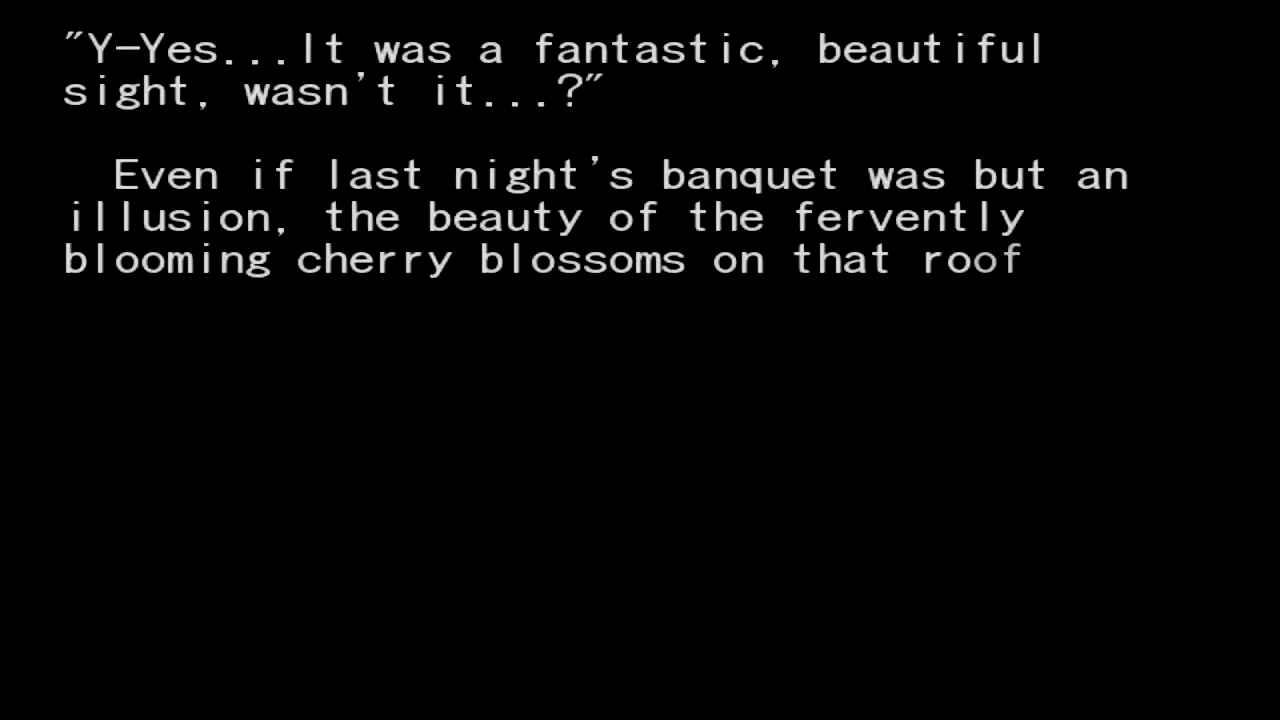 "Y-Yes...It was a fantastic, beautiful
sight, wasn't it...?"
Even if last night's banquet was but an
illusion, the beauty of the fervently
blooming cherry blossoms on that roof